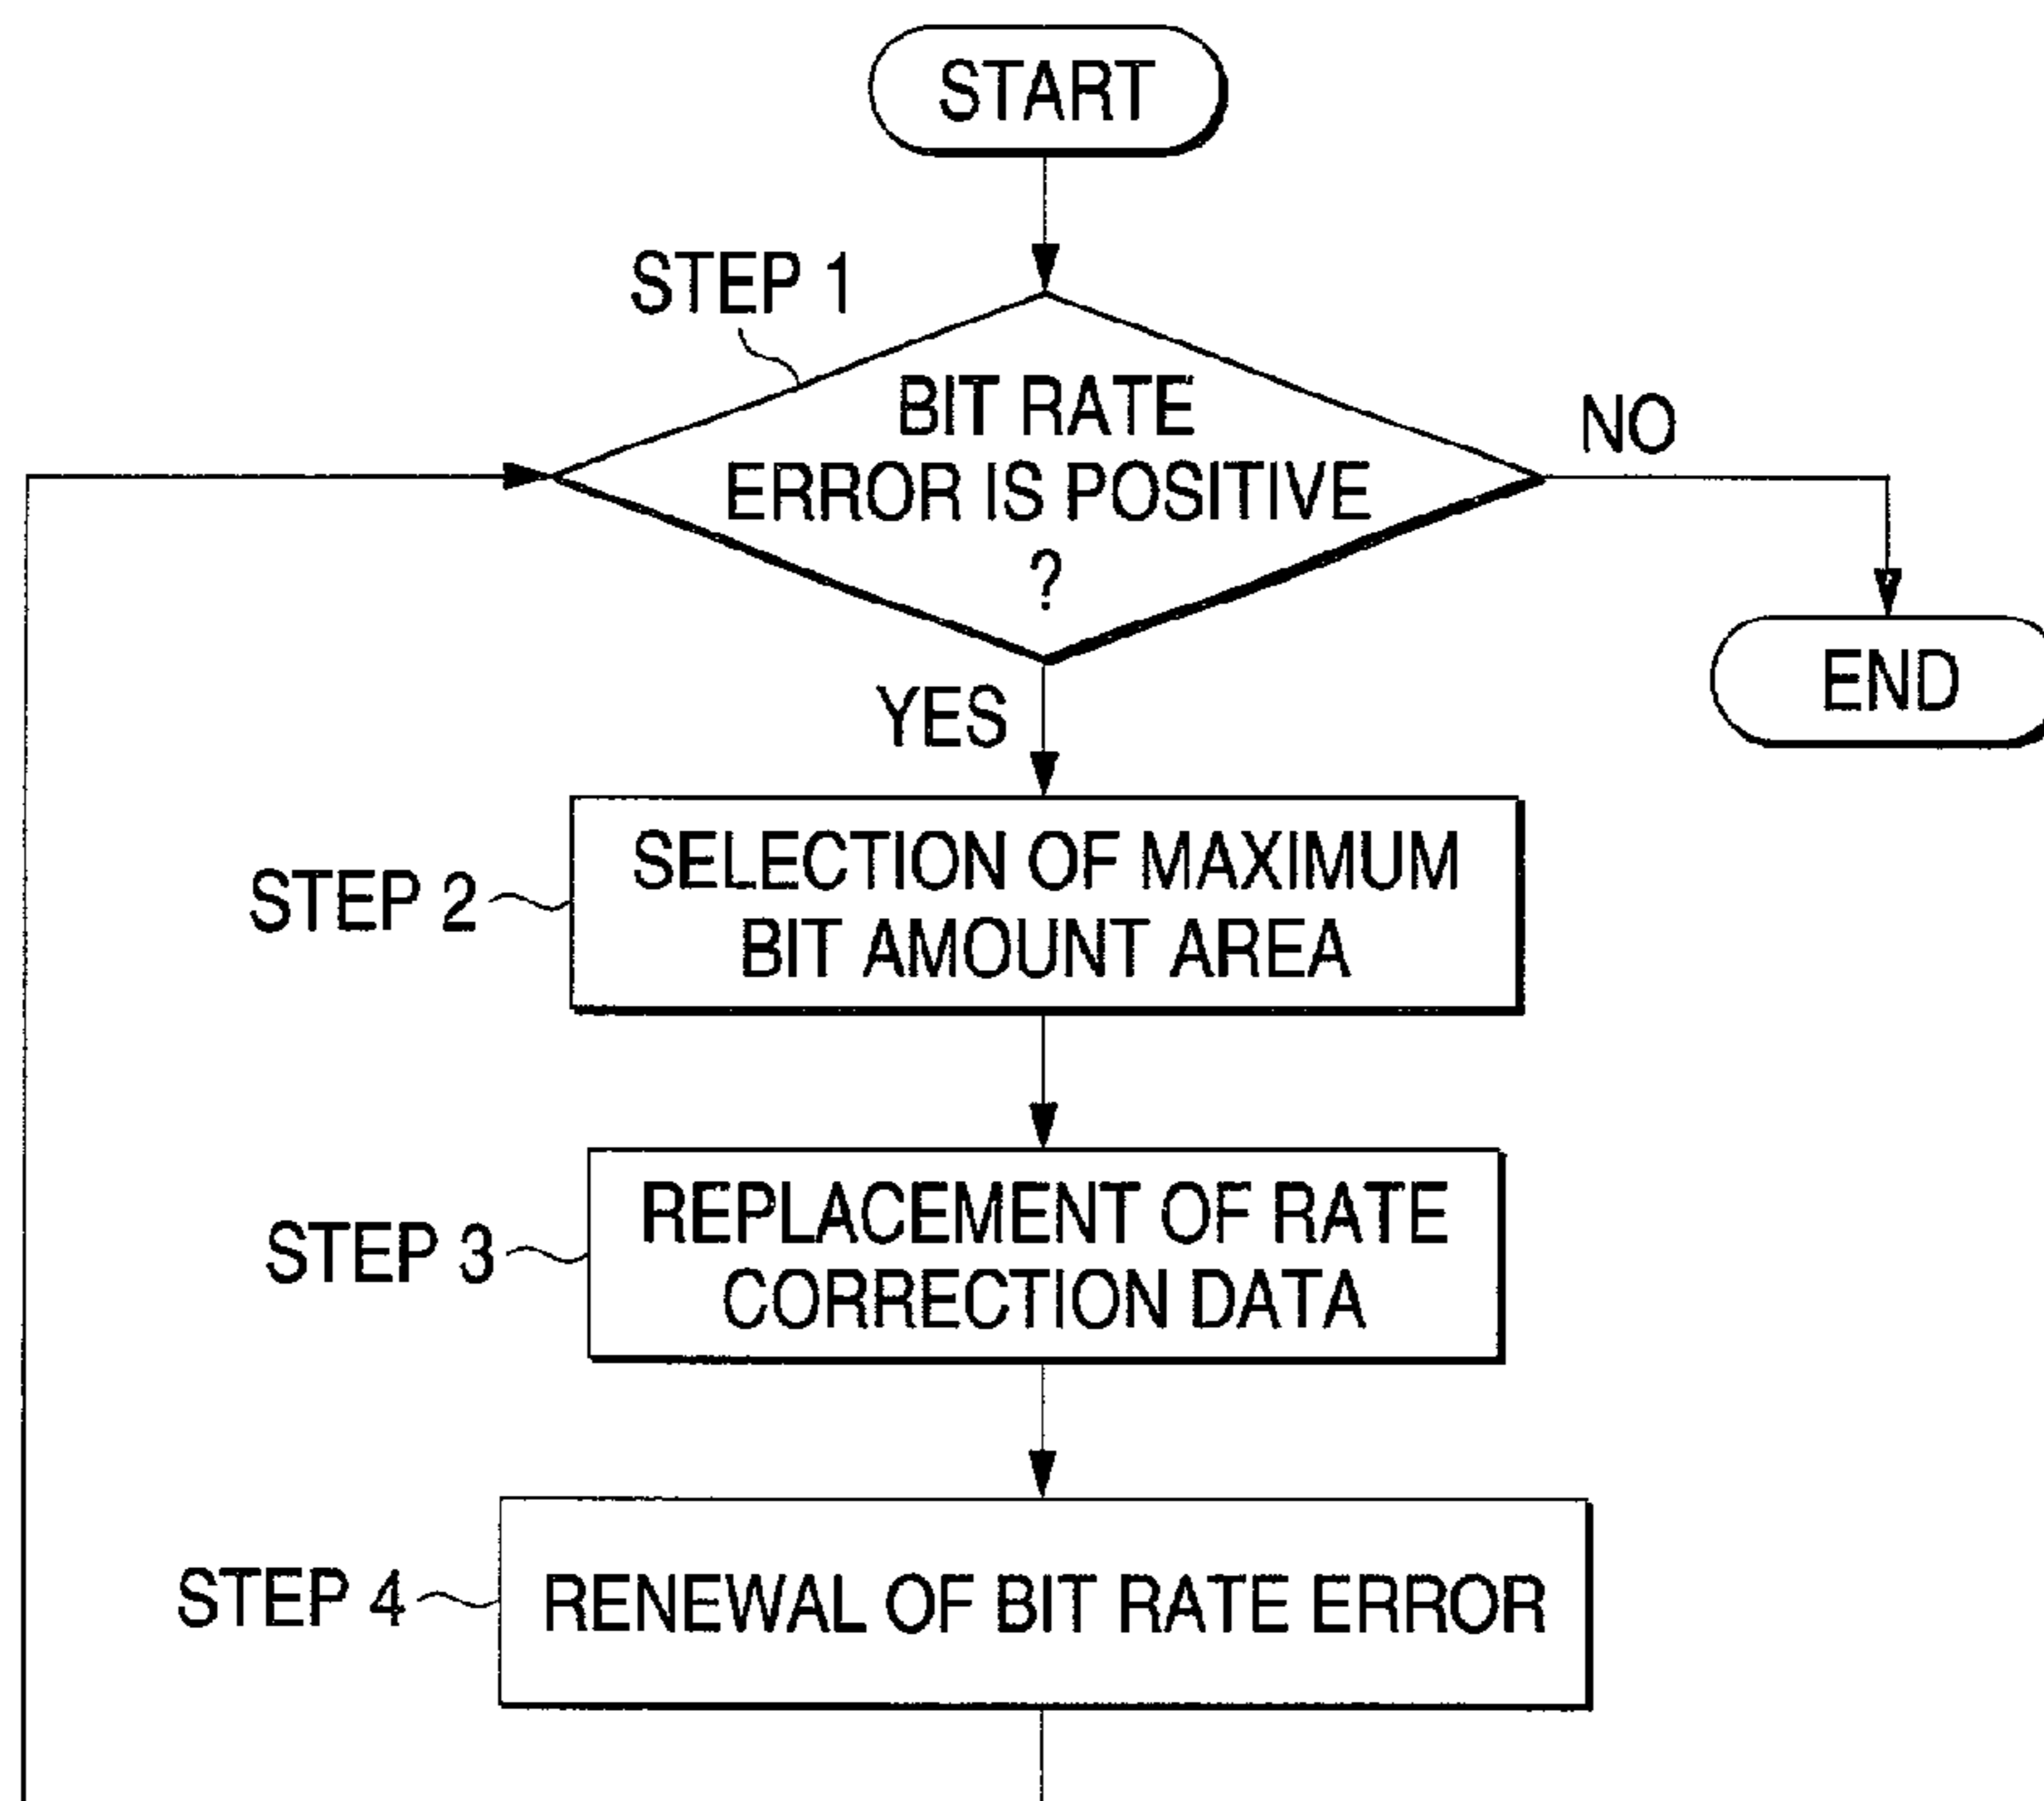 START
STEP 1
BIT RATE
ERROR IS POSITIVE
?
NO
END
YES
STEP 2
SELECTION OF MAXIMUM
BIT AMOUNT AREA
STEP 3
REPLACEMENT OF RATE
CORRECTION DATA
STEP 4
RENEWAL OF BIT RATE ERROR